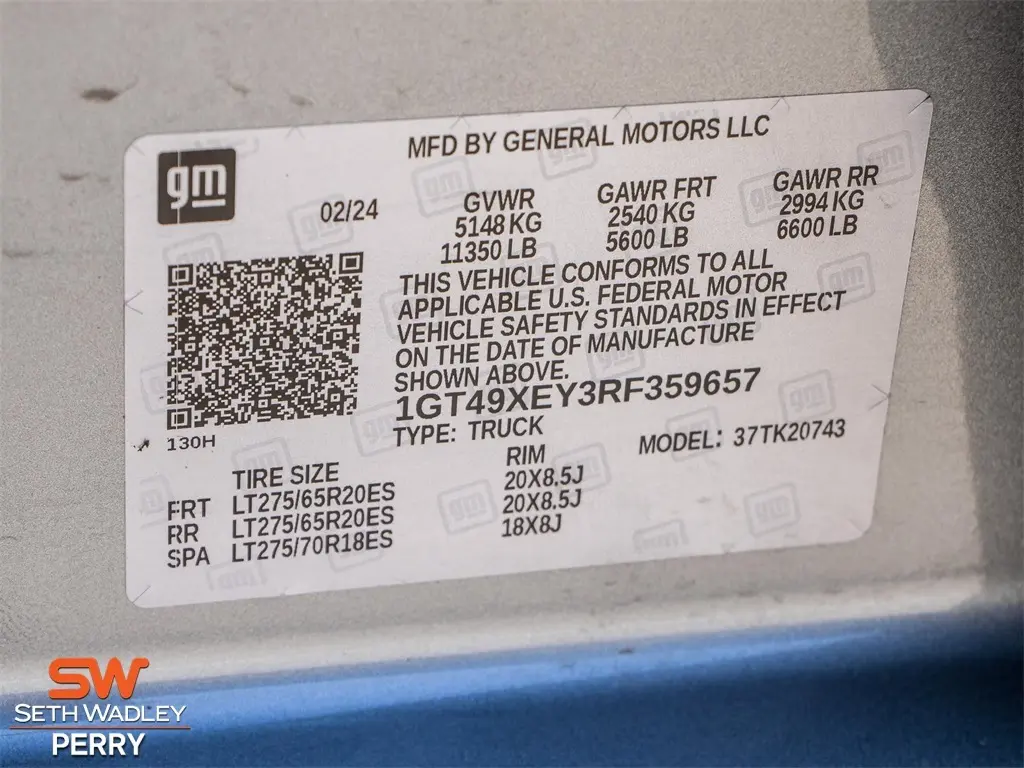 MFD BY GENERAL MOTORS LLC
gm
02/24
GVWR
5148 KG
11350 LB
GAWR FRT
2540 KG
5600 LB
GAWR RR
2994 KG
6600 LB
THIS VEHICLE CONFORMS TO ALL
APPLICABLE U.S. FEDERAL MOTOR
VEHICLE SAFETY STANDARDS IN EFFECT
ON THE DATE OF MANUFACTURE
SHOWN ABOVE.
1GT49XEY3RF359657
TYPE: TRUCK
MODEL: 37TK20743
130H
TIRE SIZE RIM
FRT LT275/65R20ES 20X8.5J
RR LT275/65R20ES 20X8.5J
SPA LT275/70R18ES 18X8J
SW
SETH WADLEY
PERRY